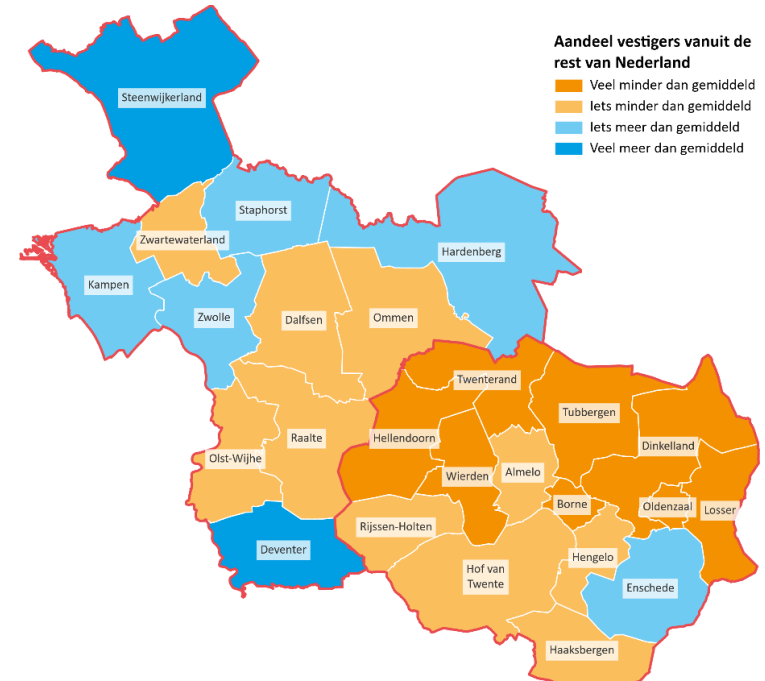 Aandeel vestigers vanuit de
rest van Nederland
Veel minder dan gemiddeld
Iets minder dan gemiddeld
Iets meer dan gemiddeld
Veel meer dan gemiddeld
Steenwijkerland
Staphorst
Zwartewaterland
Hardenberg
Kampen
Zwolle
Dalfsen
Ommen
Twenterand
Tubbergen
Hellendoorn
Raalte
Dinkelland
Olst-Wijhe
Wierden
Almelo
Borne
Oldenzaal
Losser
Rijssen-Holten
Deventer
Hengelo
Hof van
Twente
Enschede
Haaksbergen